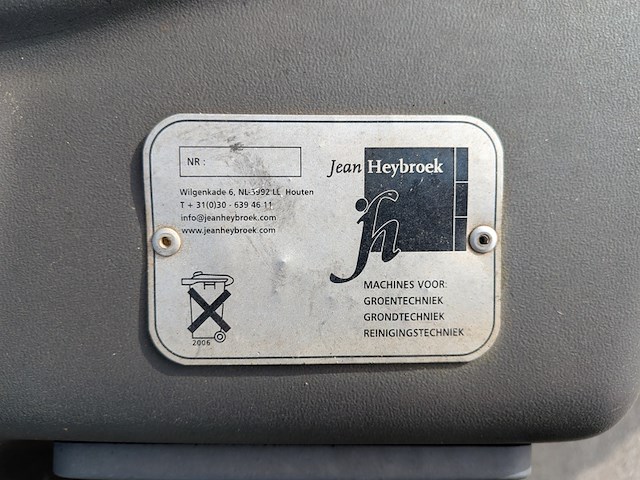 NR :
Jean Heybroek
Wilgenkade 6, NL-3992 LL Houten
T + 31(0)30 - 639 46 11
info@jeanheybroek.com
www.jeanheybroek.com
jh
MACHINES VOOR:
GROENTECHNIEK
GRONDTECHNIEK
REINIGINGSTECHNIEK
2006